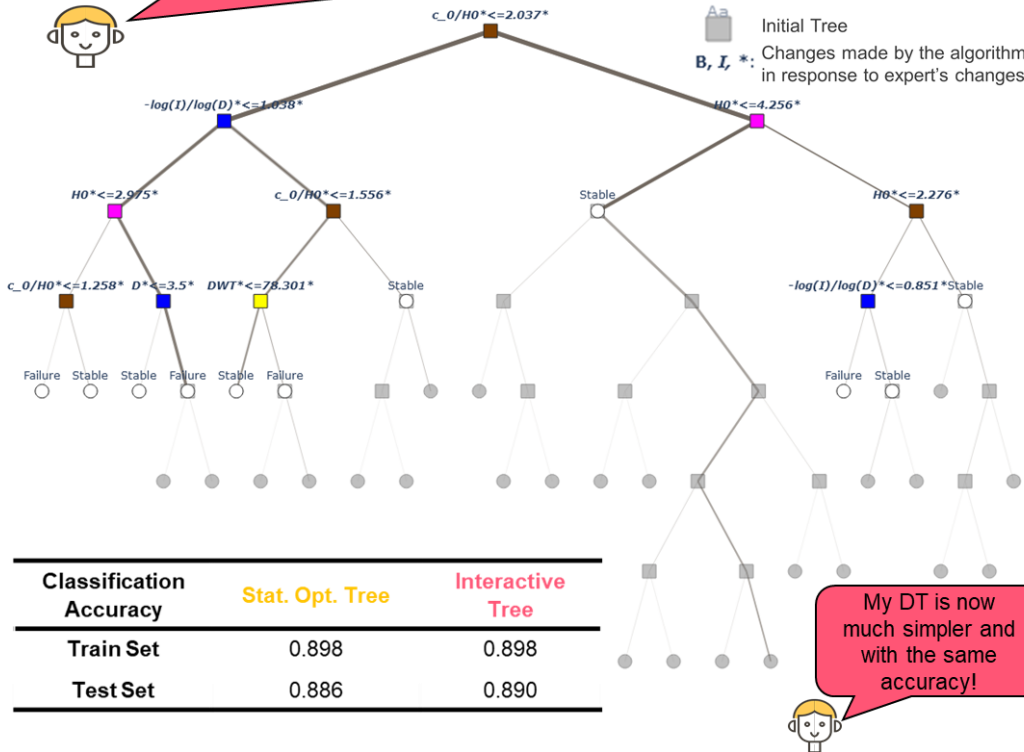 c_0/H0*<=2.037*
Aa
Initial Tree
B, I, *: Changes made by the algorithm
in response to expert's changes
-log(I)/log(D)*<=1.038*
H0*<=4.256*
H0*<=2.975*
c_0/H0*<=1.556*
Stable
H0*<=2.276*
c_0/H0*<=1.258*
D*<=3.5*
DWT*<=78.301*
Stable
-log(I)/log(D)*<=0.851*
Stable
Failure
Stable
Stable
Failure
Stable
Failure
Failure
Stable
Classification
Accuracy
Stat. Opt. Tree
Interactive
Tree
Train Set 0.898 0.898
Test Set 0.886 0.890
My DT is now
much simpler and
with the same
accuracy!